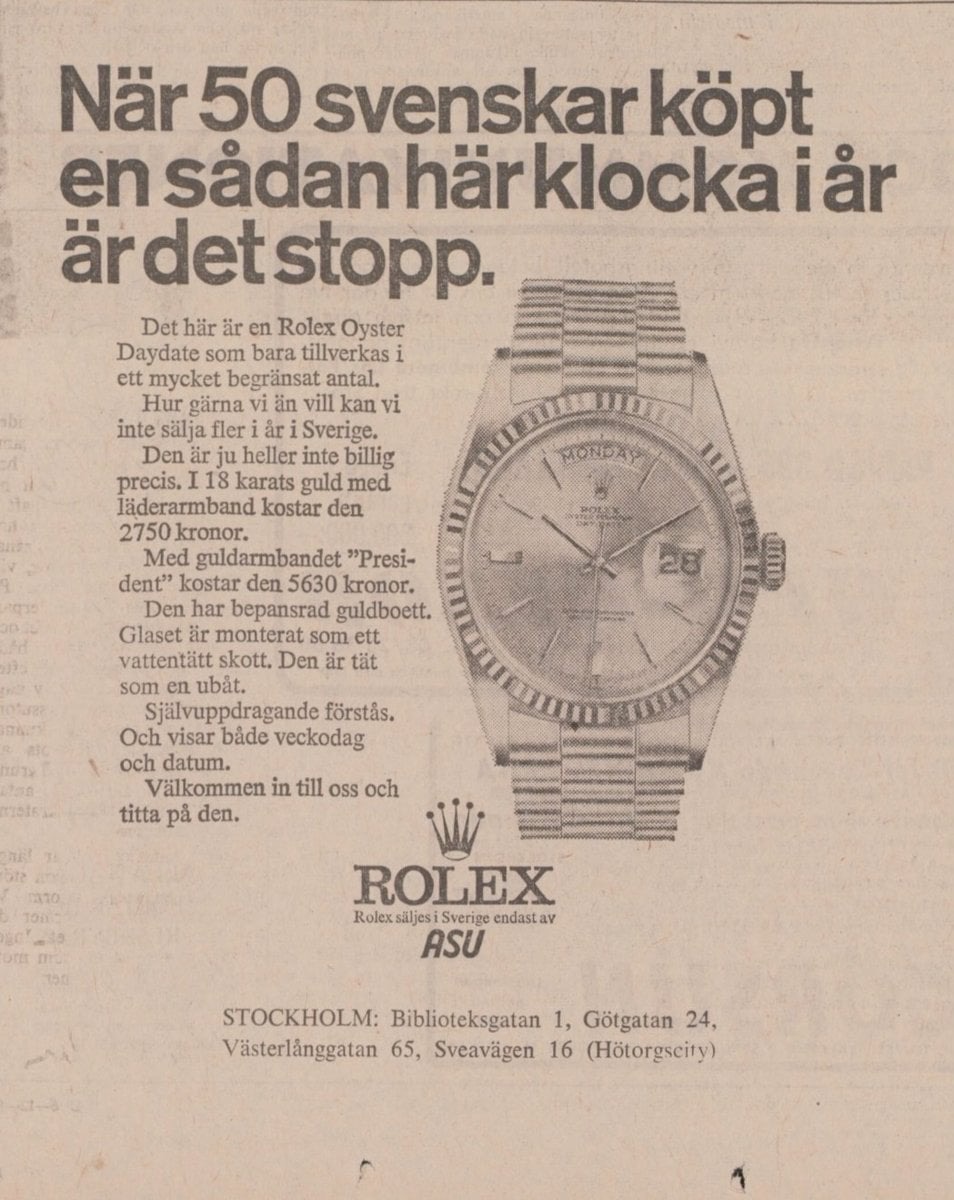 När 50 svenskar köpt
en sådan här klocka i år
är det stopp.
Det här är en Rolex Oyster
Daydate som bara tillverkas i
ett mycket begränsat antal.
Hur gärna vi än vill kan vi
inte sälja fler i år i Sverige.
Den är ju heller inte billig
precis. I 18 karats guld med
läderarmband kostar den
2750 kronor.
Med guldarmbandet ”Presi-
dent” kostar den 5630 kronor.
Den har bepansrad guldboett.
Glaset är monterat som ett
vattentätt skott. Den är tät
som en ubåt.
Självuppdragande förstås.
Och visar både veckodag
och datum.
Välkommen in till oss och
titta på den.
MONDAY
ROLEX
OYSTER PERPETUAL
DAY-DATE
28
ROLEX
Rolex säljes i Sverige endast av
ASU
STOCKHOLM: Biblioteksgatan 1, Götgatan 24,
Västerlånggatan 65, Sveavägen 16 (Hötorgscity)